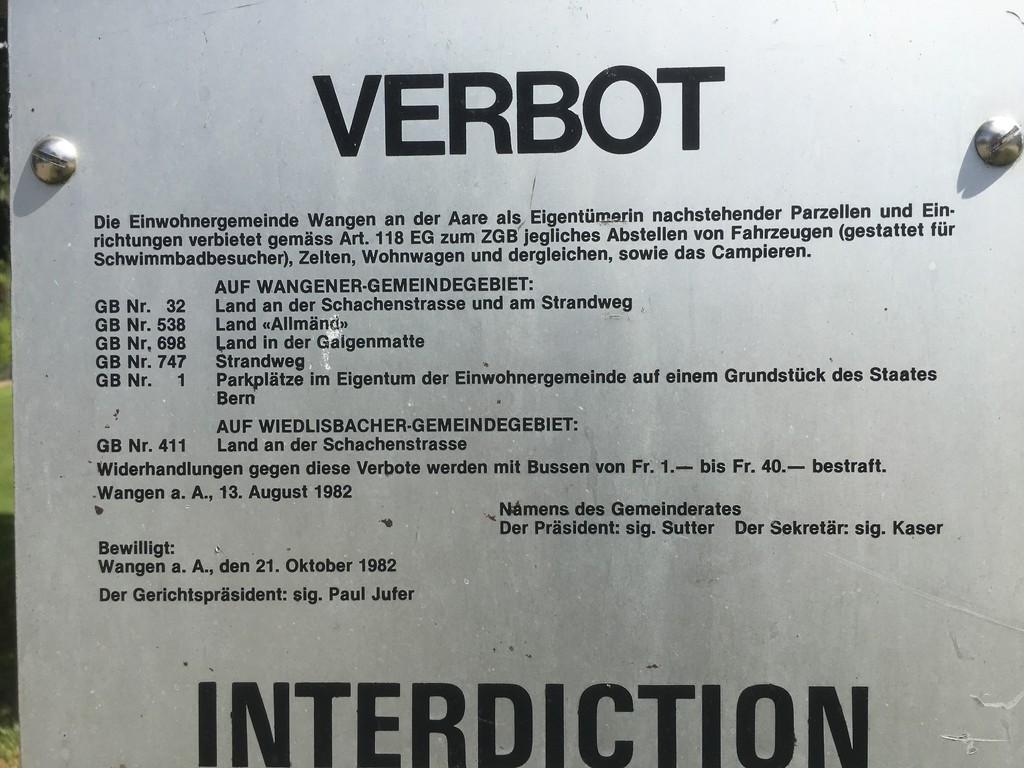 VERBOT
Die Einwohnergemeinde Wangen an der Aare als Eigentümerin nachstehender Parzellen und Ein-
richtungen verbietet gemäss Art. 118 EG zum ZGB jegliches Abstellen von Fahrzeugen (gestattet für
Schwimmbadbesucher), Zelten, Wohnwagen und dergleichen, sowie das Campieren.
AUF WANGENER-GEMEINDEGEBIET:
GB Nr. 32 Land an der Schachenstrasse und am Strandweg
GB Nr. 538 Land «Allmänd»
GB Nr. 698 Land in der Galgenmatte
GB Nr. 747 Strandweg
GB Nr. 1 Parkplätze im Eigentum der Einwohnergemeinde auf einem Grundstück des Staates
Bern
AUF WIEDLISBACHER-GEMEINDEGEBIET:
GB Nr. 411 Land an der Schachenstrasse
Widerhandlungen gegen diese Verbote werden mit Bussen von Fr. 1.— bis Fr. 40.— bestraft.
Wangen a. A., 13. August 1982
Namens des Gemeinderates
Der Präsident: sig. Sutter Der Sekretär: sig. Kaser
Bewilligt:
Wangen a. A., den 21. Oktober 1982
Der Gerichtspräsident: sig. Paul Jufer
INTERDICTION